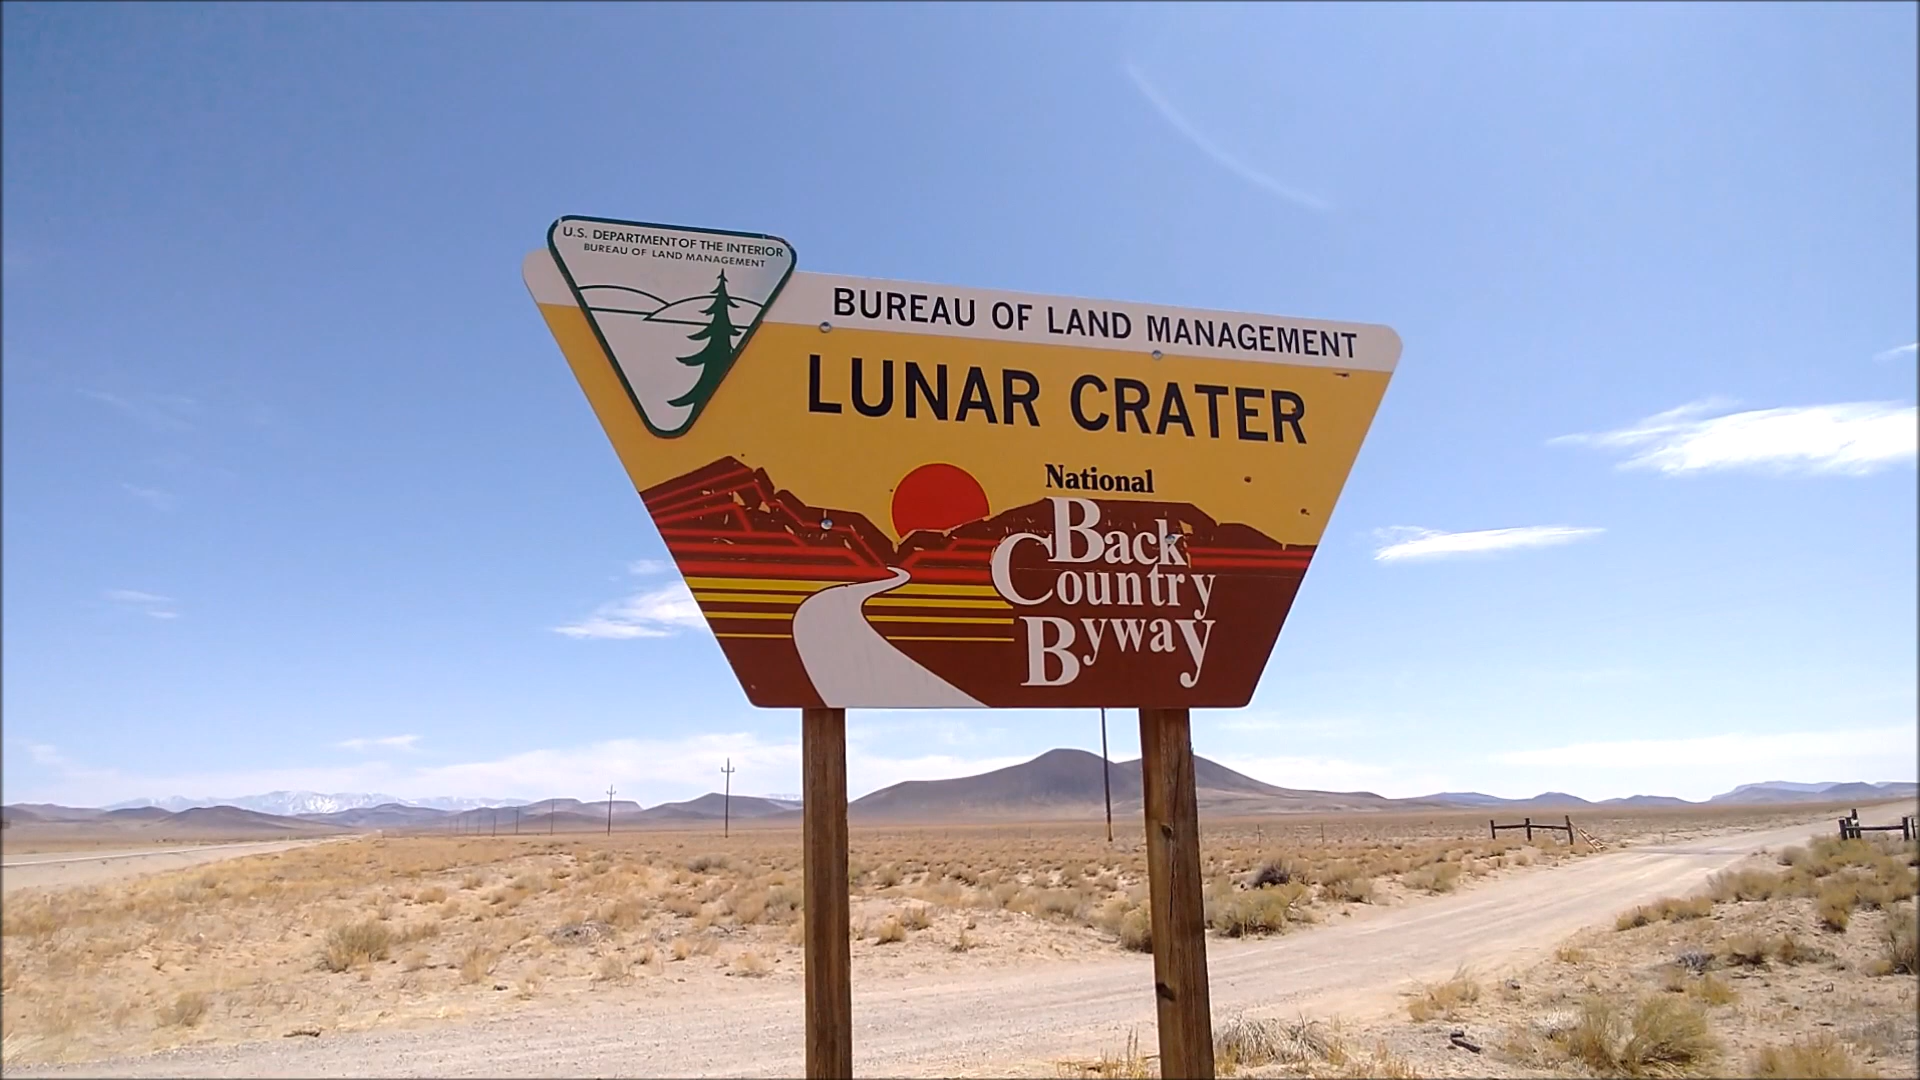 U.S. DEPARTMENT OF THE INTERIOR
BUREAU OF LAND MANAGEMENT
BUREAU OF LAND MANAGEMENT
LUNAR CRATER
National
Back
Country
Byway